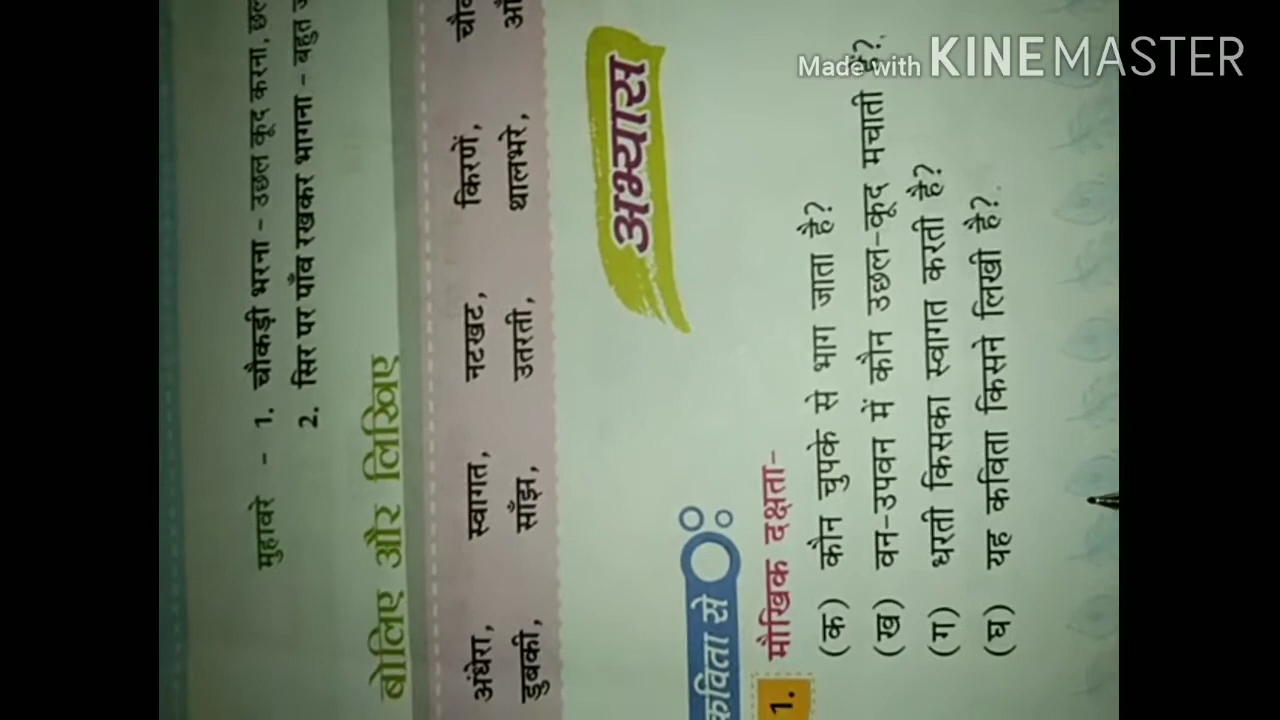 मुहावरे - 1. चौकड़ी भरना - उछल कूद करना,
2. सिर पर पाँव रखकर भागना - बहुत
बोलिए और लिखिए
अंधेरा, स्वागत, नटखट, किरणें,
डुबकी, साँझ, उतरती, थालभरे,
अभ्यास
कविता से
1. मौखिक दक्षता-
(क) कौन चुपके से भाग जाता है?
(ख) वन-उपवन में कौन उछल-कूद मचाती हैं?
(ग) धरती किसका स्वागत करती है?
(घ) यह कविता किसने लिखी है?
Made with KINEMASTER